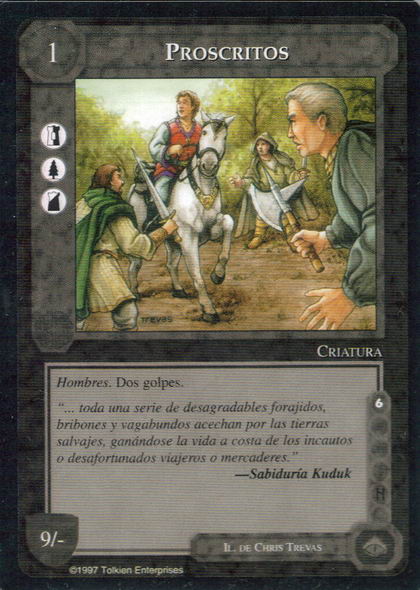 1
PROSCRITOS
TREVAS
CRIATURA
Hombres. Dos golpes.
6
"... toda una serie de desagradables forajidos,
bribones y vagabundos acechan por las tierras
salvajes, ganándose la vida a costa de los incautos
o desafortunados viajeros o mercaderes."
—Sabiduría Kuduk
9/-
IL. DE CHRIS TREVAS
©1997 Tolkien Enterprises